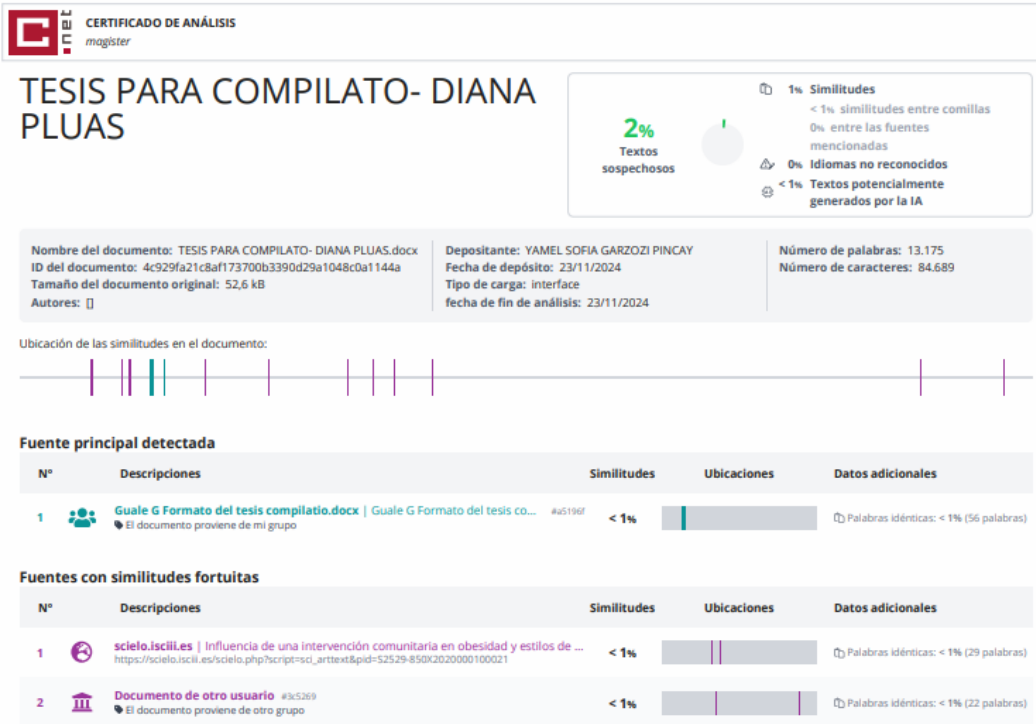 C.net
CERTIFICADO DE ANÁLISIS
magister
TESIS PARA COMPILATO- DIANA
PLUAS
2%
Textos
sospechosos
1% Similitudes
< 1% similitudes entre comillas
0% entre las fuentes
mencionadas
0% Idiomas no reconocidos
< 1% Textos potencialmente
generados por la IA
Nombre del documento: TESIS PARA COMPILATO- DIANA PLUAS.docx
ID del documento: 4c929fa21c8af173700b3390d29a1048c0a1144a
Tamaño del documento original: 52,6 kB
Autores: []
Depositante: YAMEL SOFIA GARZOZI PINCAY
Fecha de depósito: 23/11/2024
Tipo de carga: interface
fecha de fin de análisis: 23/11/2024
Número de palabras: 13.175
Número de caracteres: 84.689
Ubicación de las similitudes en el documento:
Fuente principal detectada
N° Descripciones Similitudes Ubicaciones Datos adicionales
1 Guale G Formato del tesis compilatio.docx | Guale G Formato del tesis co... #a5196f < 1% Palabras idénticas: < 1% (56 palabras)
El documento proviene de mi grupo
Fuentes con similitudes fortuitas
N° Descripciones Similitudes Ubicaciones Datos adicionales
1 scielo.isciii.es | Influencia de una intervención comunitaria en obesidad y estilos de ... < 1% Palabras idénticas: < 1% (29 palabras)
https://scielo.isciii.es/scielo.php?script=sci_arttext&pid=S2529-850X2020000100021
2 Documento de otro usuario #3c5269 < 1% Palabras idénticas: < 1% (22 palabras)
El documento proviene de otro grupo